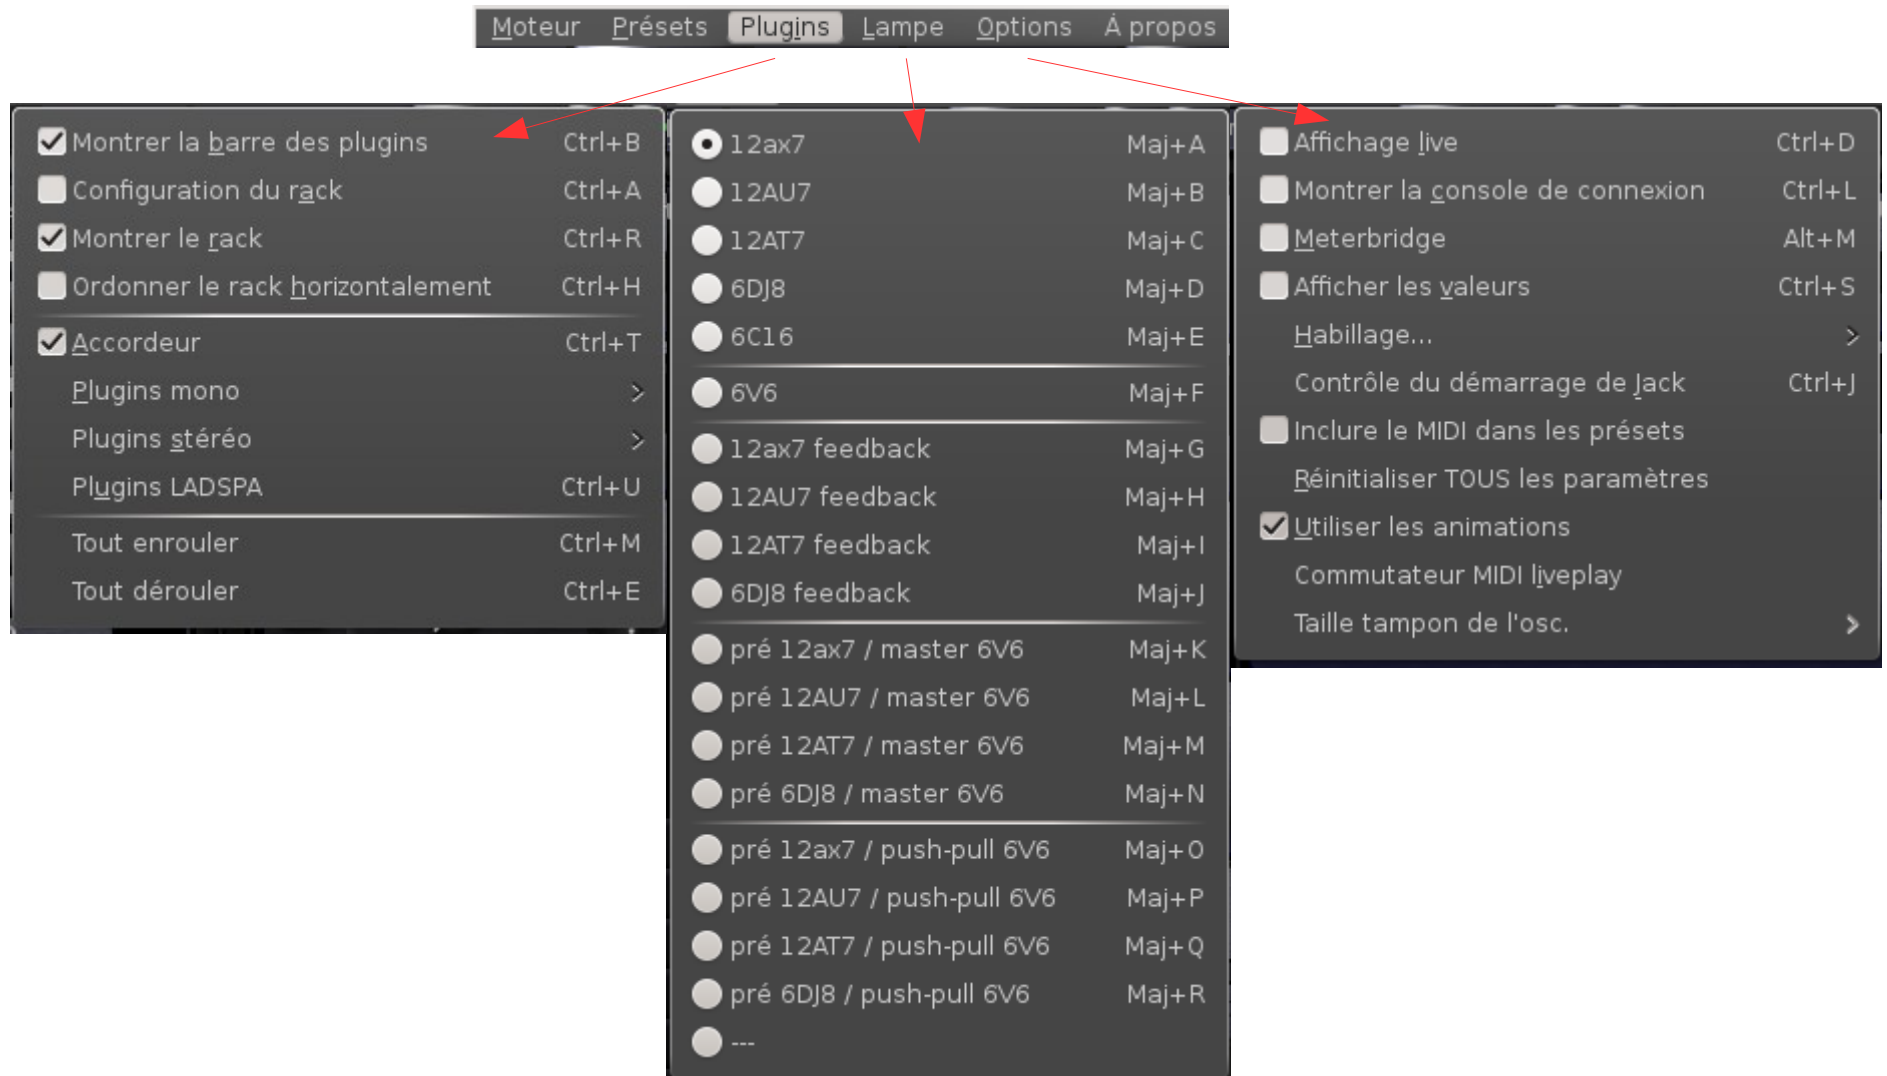 Moteur Présets Plugins Lampe Options À propos
Montrer la barre des plugins Ctrl+B
Configuration du rack Ctrl+A
Montrer le rack Ctrl+R
Ordonner le rack horizontalement Ctrl+H
Accordeur Ctrl+T
Plugins mono >
Plugins stéréo >
Plugins LADSPA Ctrl+U
Tout enrouler Ctrl+M
Tout dérouler Ctrl+E
12ax7 Maj+A
12AU7 Maj+B
12AT7 Maj+C
6DJ8 Maj+D
6C16 Maj+E
6V6 Maj+F
12ax7 feedback Maj+G
12AU7 feedback Maj+H
12AT7 feedback Maj+I
6DJ8 feedback Maj+J
pré 12ax7 / master 6V6 Maj+K
pré 12AU7 / master 6V6 Maj+L
pré 12AT7 / master 6V6 Maj+M
pré 6DJ8 / master 6V6 Maj+N
pré 12ax7 / push-pull 6V6 Maj+O
pré 12AU7 / push-pull 6V6 Maj+P
pré 12AT7 / push-pull 6V6 Maj+Q
pré 6DJ8 / push-pull 6V6 Maj+R
---
Affichage live Ctrl+D
Montrer la console de connexion Ctrl+L
Meterbridge Alt+M
Afficher les valeurs Ctrl+S
Habillage... >
Contrôle du démarrage de Jack Ctrl+J
Inclure le MIDI dans les présets
Réinitialiser TOUS les paramètres
Utiliser les animations
Commutateur MIDI liveplay
Taille tampon de l'osc. >